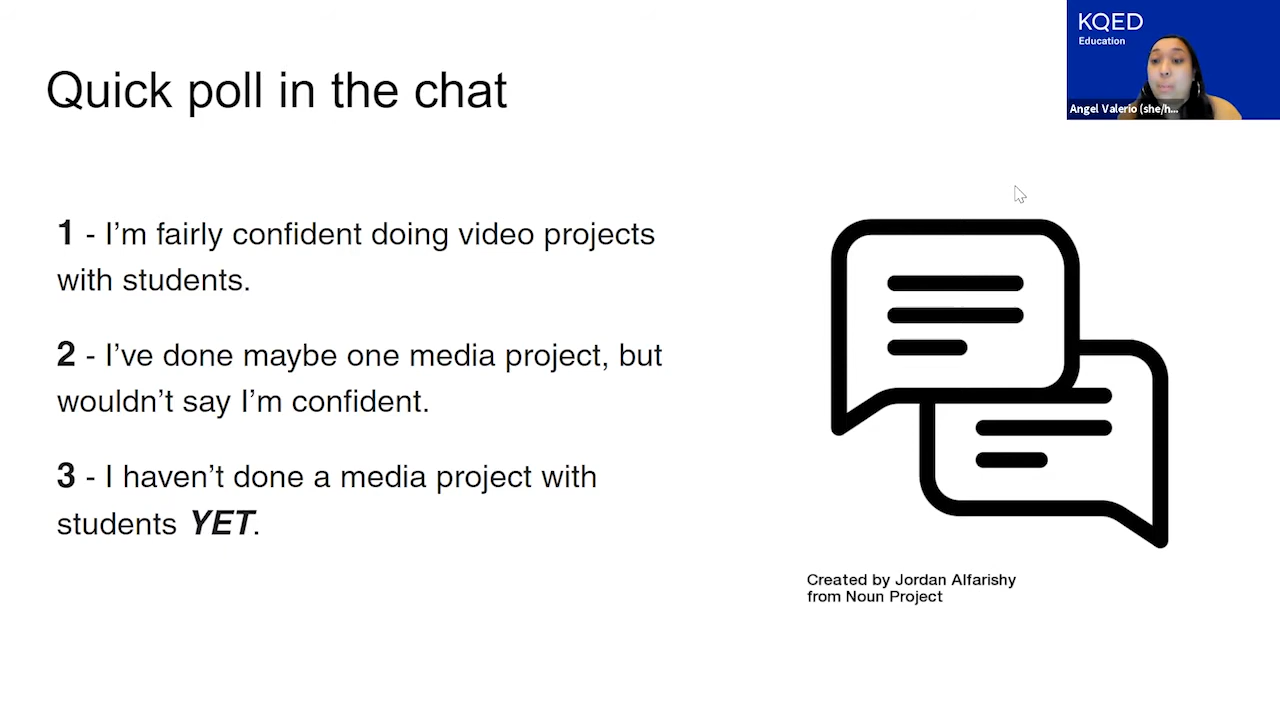 Quick poll in the chat
1 - I’m fairly confident doing video projects
with students.
2 - I’ve done maybe one media project, but
wouldn’t say I’m confident.
3 - I haven’t done a media project with
students YET.
KQED
Education
Angel Valerio (she/h...
Created by Jordan Alfarishy
from Noun Project